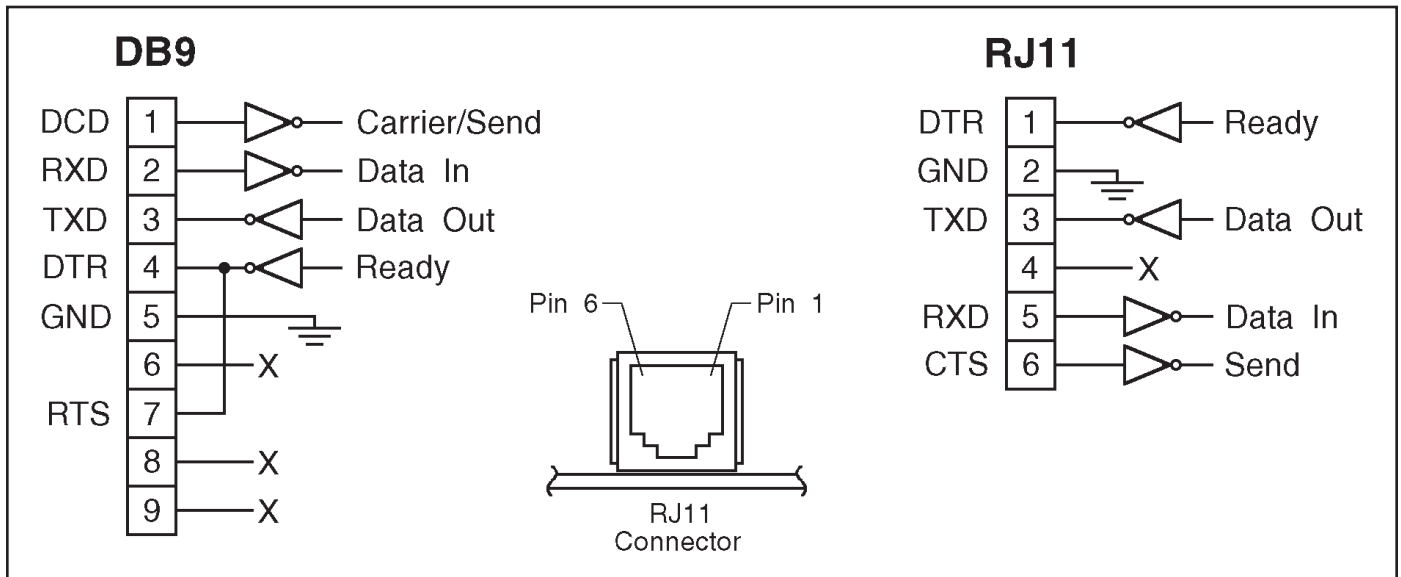 DB9
DCD 1 Carrier/Send
RXD 2 Data In
TXD 3 Data Out
DTR 4 Ready
GND 5
6 X
RTS 7
8 X
9 X
Pin 6 Pin 1
RJ11
Connector
RJ11
DTR 1 Ready
GND 2
TXD 3 Data Out
4 X
RXD 5 Data In
CTS 6 Send